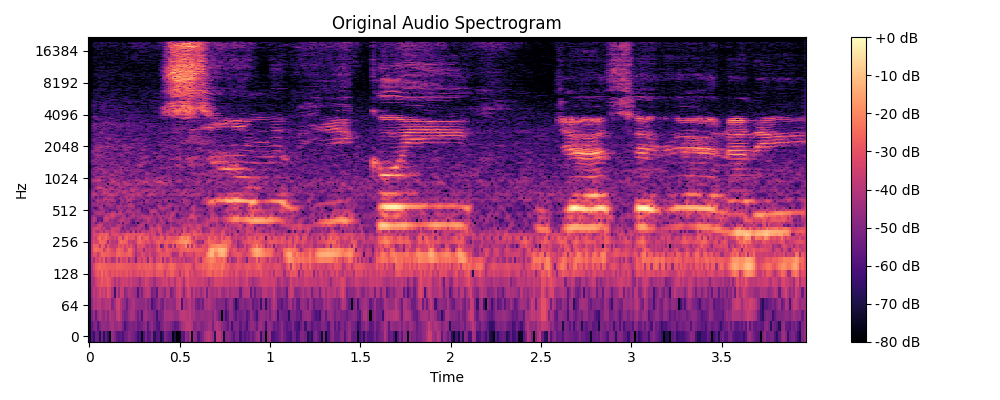 Original Audio Spectrogram
Hz
16384
8192
4096
2048
1024
512
256
128
64
0
0 0.5 1 1.5 2 2.5 3 3.5
Time
+0 dB
-10 dB
-20 dB
-30 dB
-40 dB
-50 dB
-60 dB
-70 dB
-80 dB